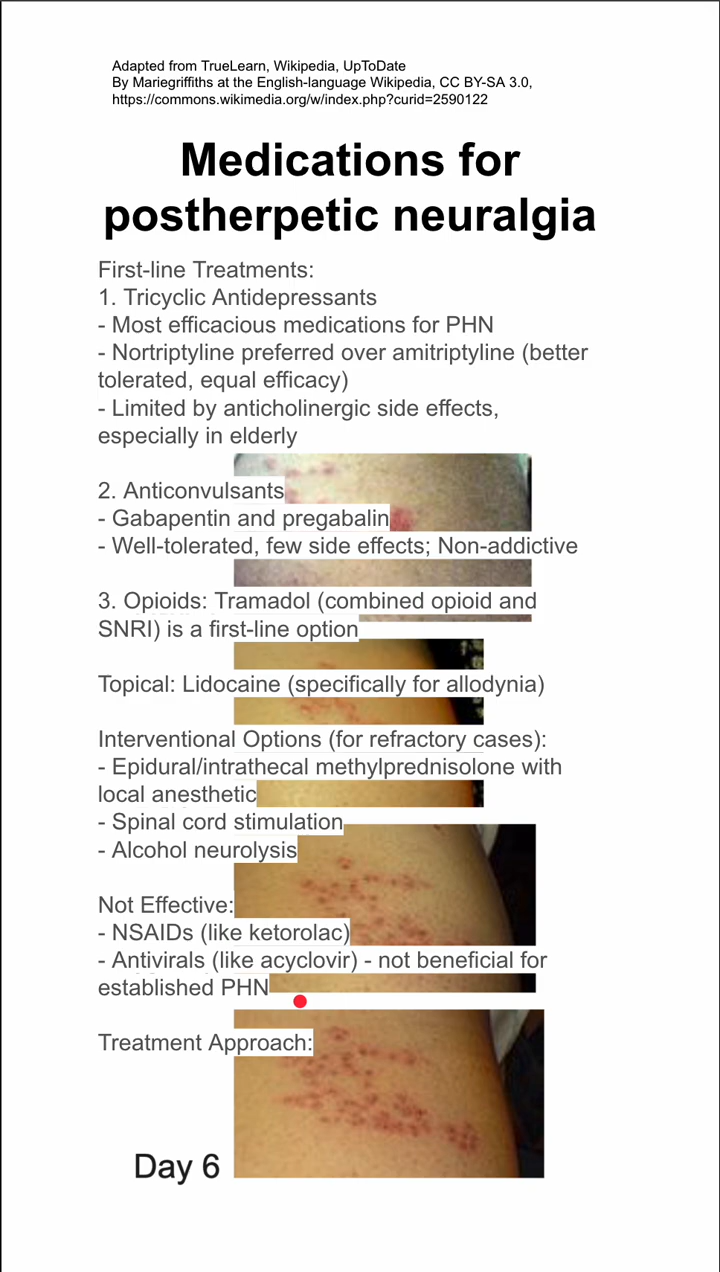 Adapted from TrueLearn, Wikipedia, UpToDate
By Mariegriffiths at the English-language Wikipedia, CC BY-SA 3.0,
https://commons.wikimedia.org/w/index.php?curid=2590122
Medications for
postherpetic neuralgia
First-line Treatments:
1. Tricyclic Antidepressants
- Most efficacious medications for PHN
- Nortriptyline preferred over amitriptyline (better
tolerated, equal efficacy)
- Limited by anticholinergic side effects,
especially in elderly
2. Anticonvulsants
- Gabapentin and pregabalin
- Well-tolerated, few side effects; Non-addictive
3. Opioids: Tramadol (combined opioid and
SNRI) is a first-line option
Topical: Lidocaine (specifically for allodynia)
Interventional Options (for refractory cases):
- Epidural/intrathecal methylprednisolone with
local anesthetic
- Spinal cord stimulation
- Alcohol neurolysis
Not Effective:
- NSAIDs (like ketorolac)
- Antivirals (like acyclovir) - not beneficial for
established PHN
Treatment Approach:
Day 6